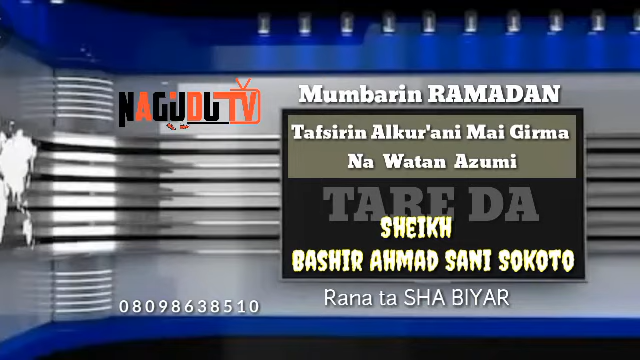 NAGUDU TV
Mumbarin RAMADAN
Tafsirin Alkur'ani Mai Girma
Na Watan Azumi
TARE DA
SHEIKH
BASHIR AHMAD SANI SOKOTO
Rana ta SHA BIYAR
08098638510